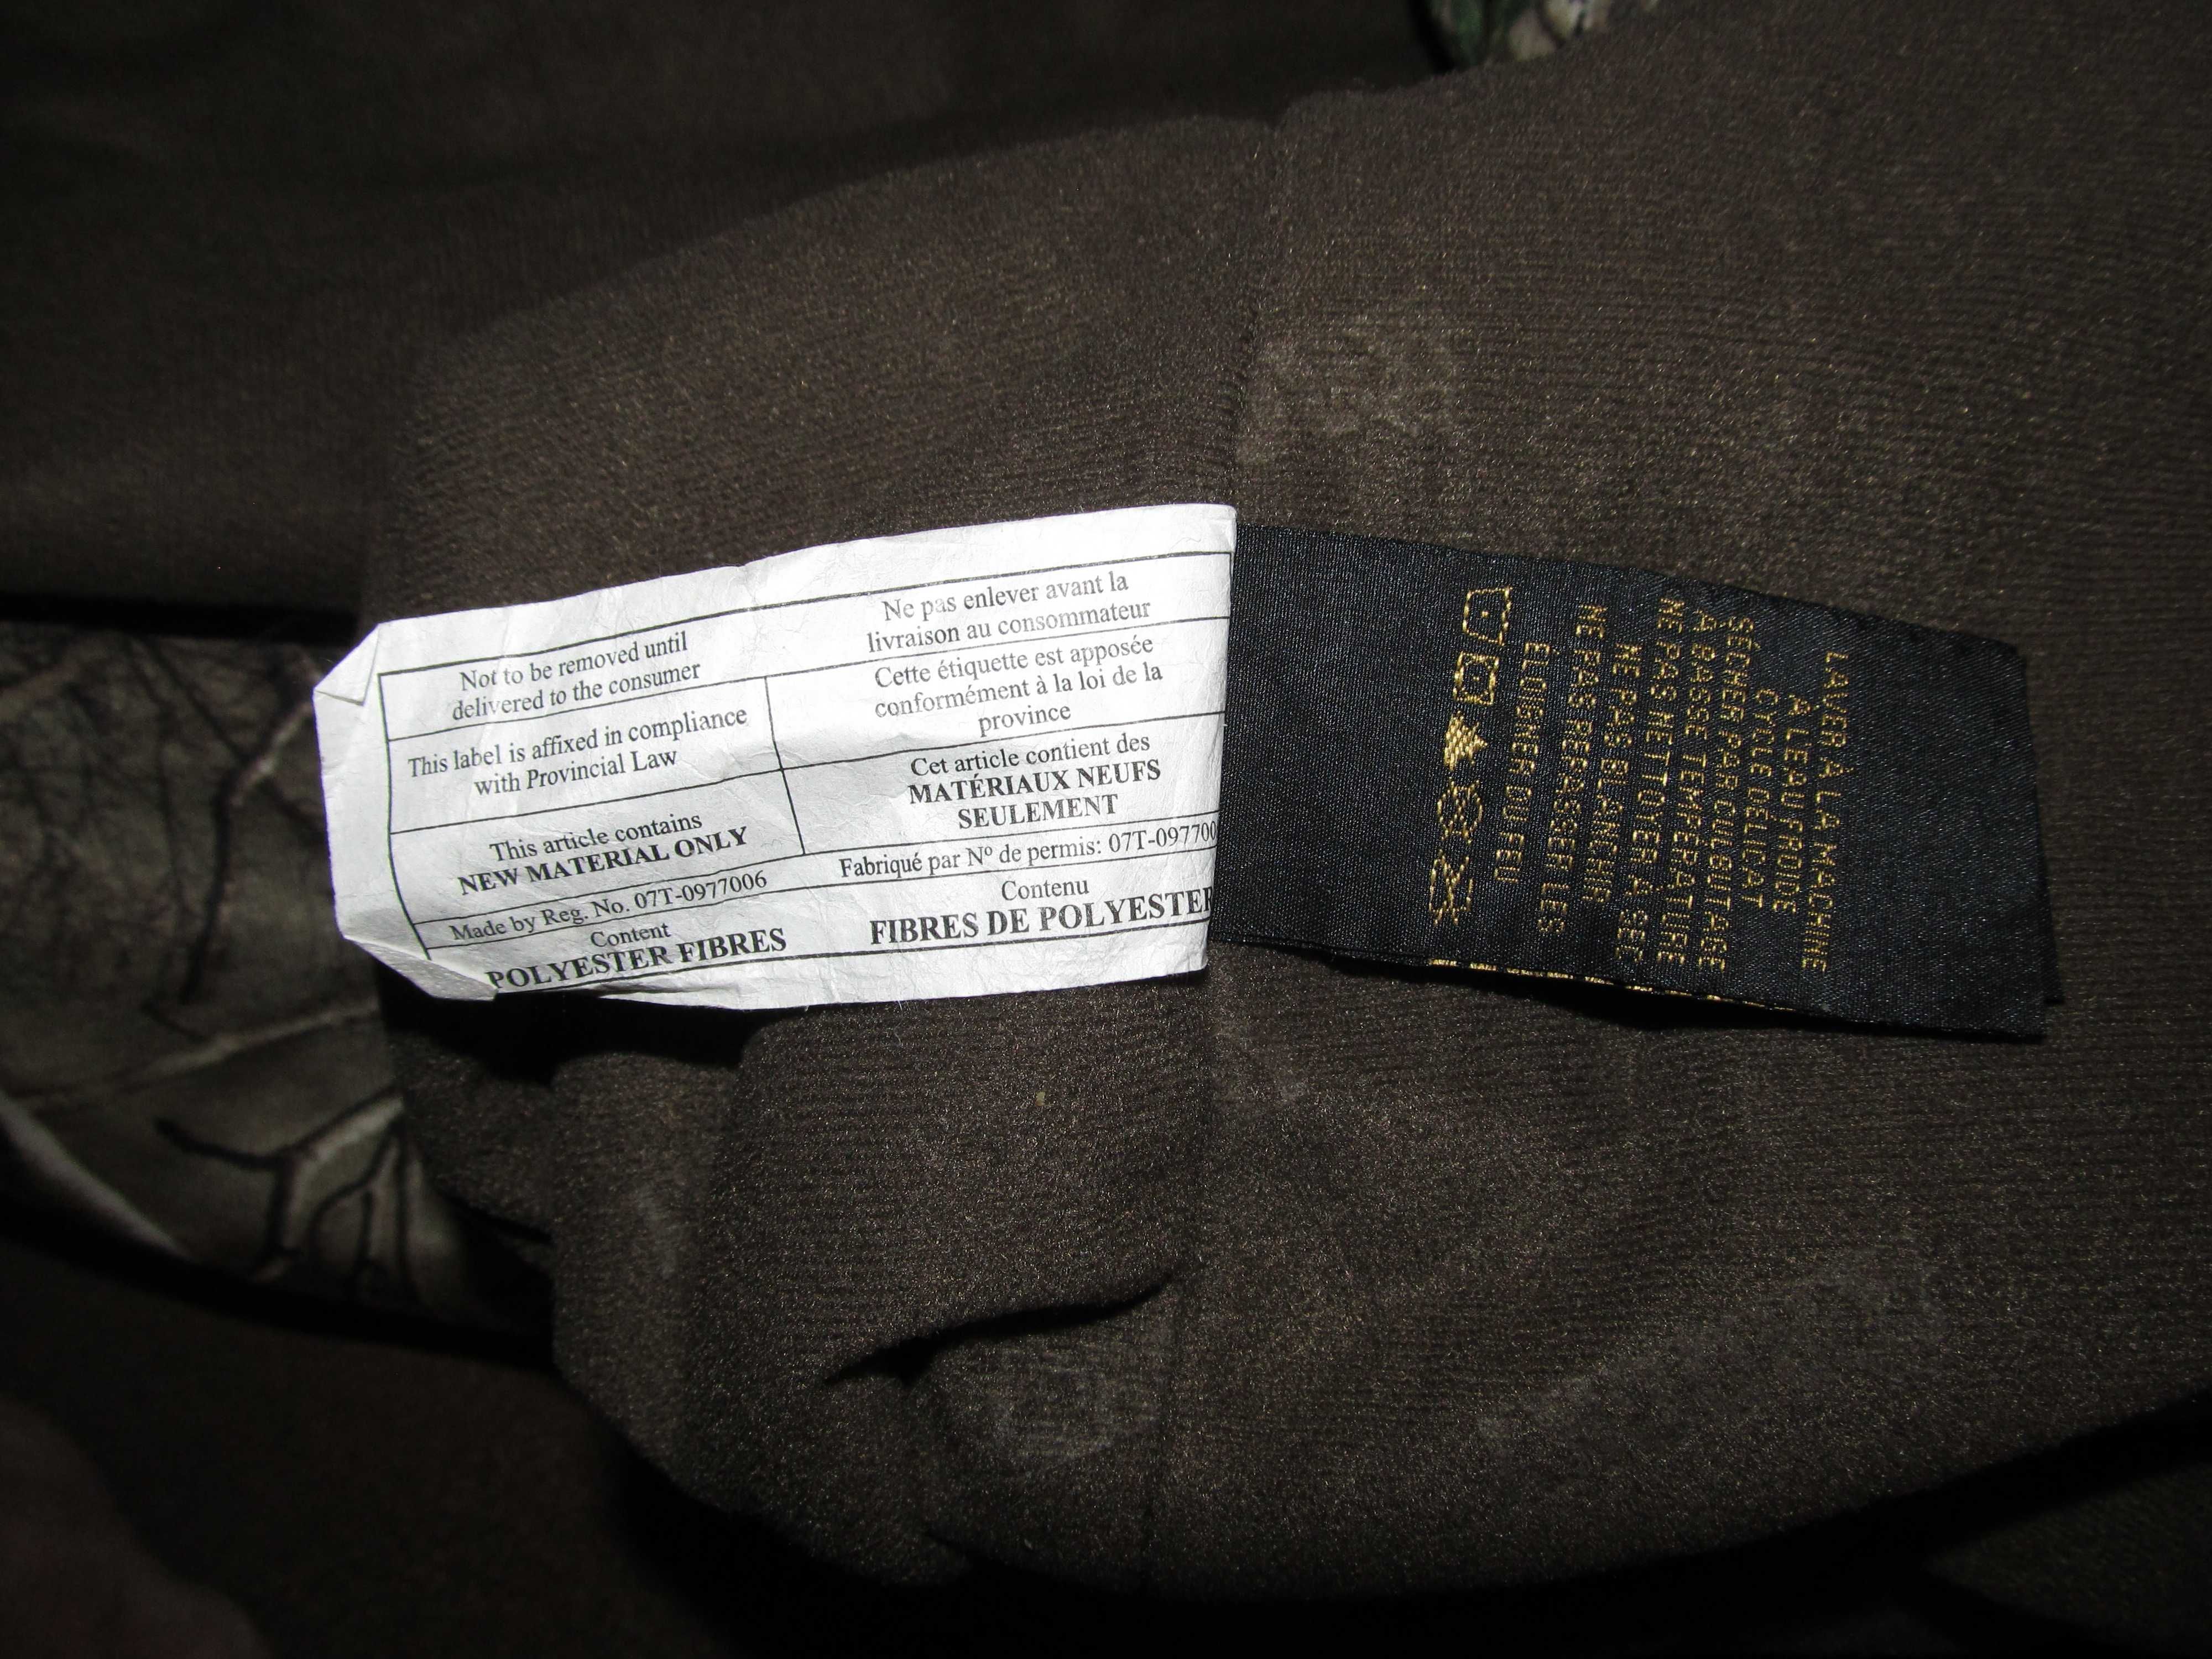 Not to be removed until
delivered to the consumer
Ne pas enlever avant la
livraison au consommateur
This label is affixed in compliance
with Provincial Law
Cette étiquette est apposée
conformément à la loi de la
province
This article contains
NEW MATERIAL ONLY
Cet article contient des
MATÉRIAUX NEUFS
SEULEMENT
Made by Reg. No. 07T-0977006
Fabriqué par Nº de permis: 07T-097700
Content
POLYESTER FIBRES
Contenu
FIBRES DE POLYESTER
LAVER À LA MACHINE
À L'EAU FROIDE
CYCLE DÉLICAT
SÉCHER PAR CULBUTAGE
À BASSE TEMPÉRATURE
NE PAS NETTOYER À SEC
NE PAS BLANCHIR
NE PAS REPASSER LES
ELOIGNER DU FEU